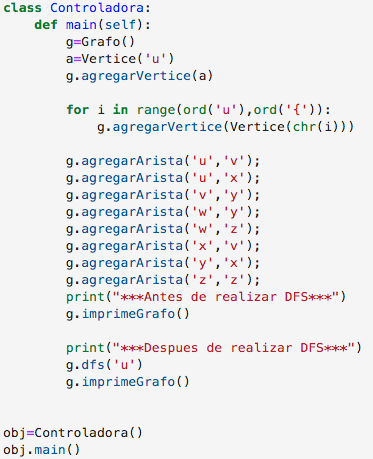 class Controladora:
    def main(self):
        g=Grafo()
        a=Vertice('u')
        g.agregarVertice(a)

        for i in range(ord('u'),ord('{')):
            g.agregarVertice(Vertice(chr(i)))

        g.agregarArista('u','v');
        g.agregarArista('u','x');
        g.agregarArista('v','y');
        g.agregarArista('w','y');
        g.agregarArista('w','z');
        g.agregarArista('x','v');
        g.agregarArista('y','x');
        g.agregarArista('z','z');
        print("***Antes de realizar DFS***")
        g.imprimeGrafo()

        print("***Despues de realizar DFS***")
        g.dfs('u')
        g.imprimeGrafo()


obj=Controladora()
obj.main()